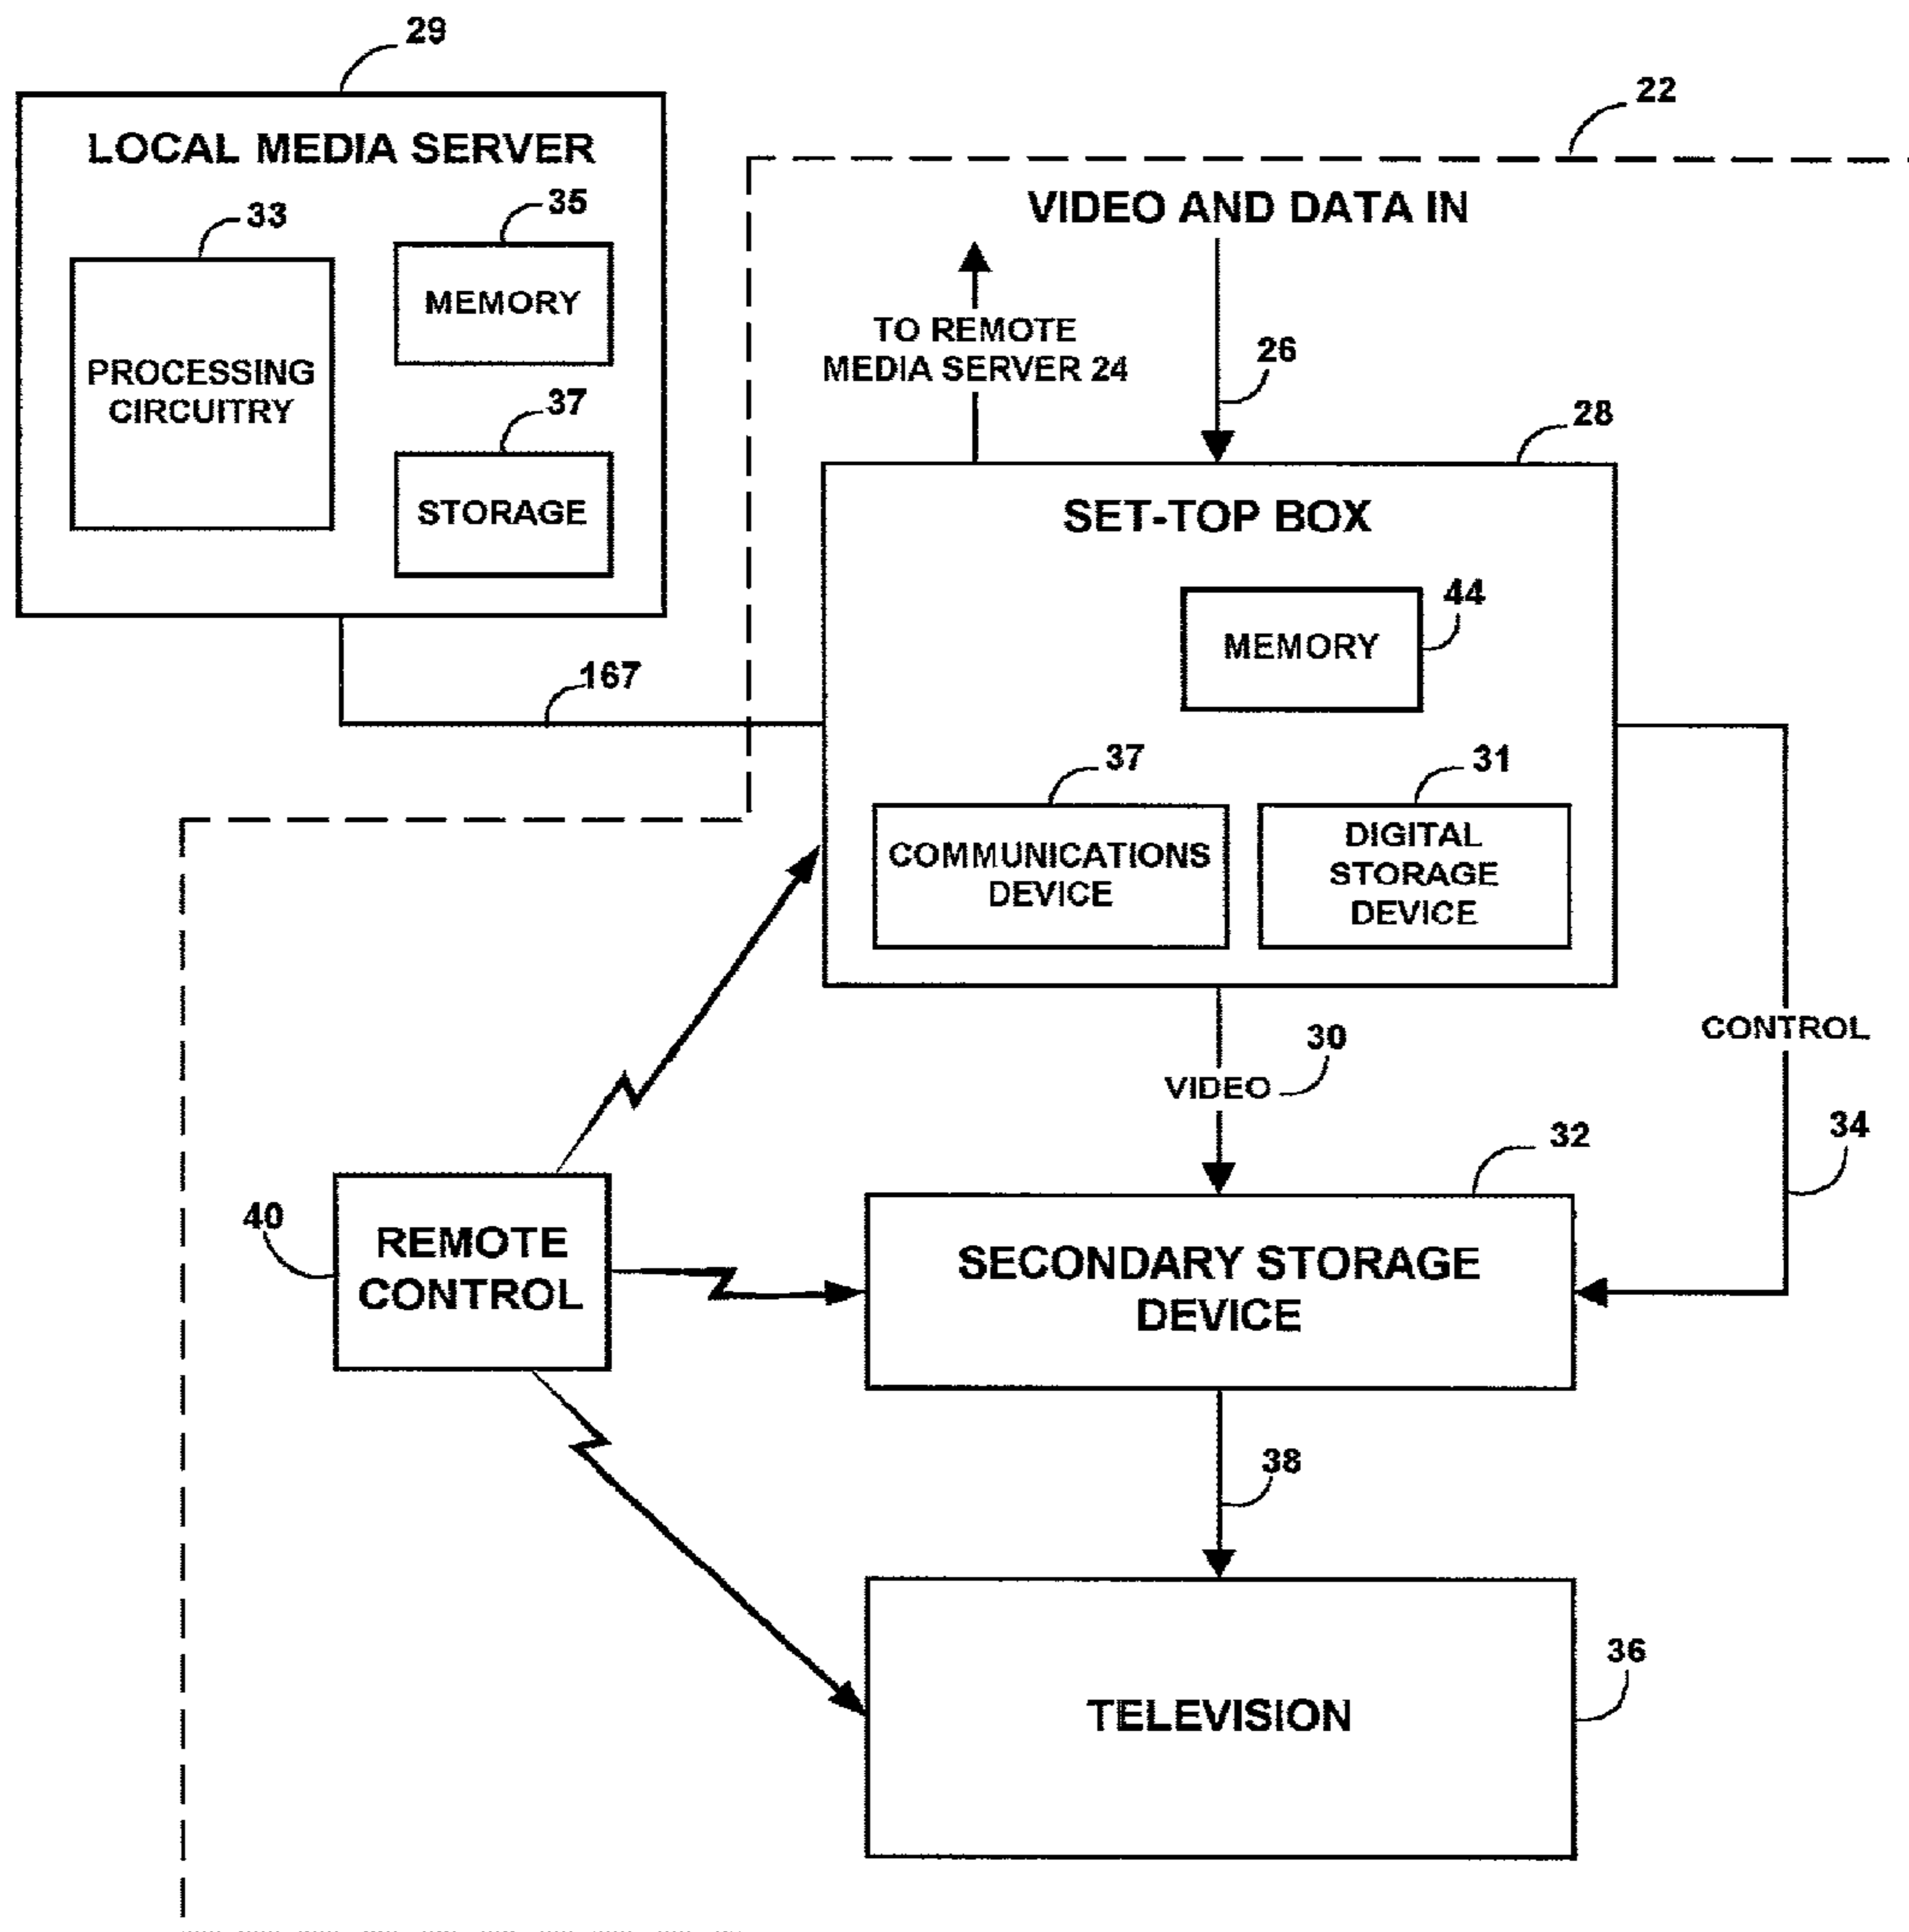 29
22
LOCAL MEDIA SERVER
33
35
PROCESSING
CIRCUITRY
MEMORY
37
STORAGE
VIDEO AND DATA IN
TO REMOTE
MEDIA SERVER 24
26
28
SET-TOP BOX
44
MEMORY
167
37
COMMUNICATIONS
DEVICE
31
DIGITAL
STORAGE
DEVICE
CONTROL
30
VIDEO
34
32
40
REMOTE
CONTROL
SECONDARY STORAGE
DEVICE
38
36
TELEVISION